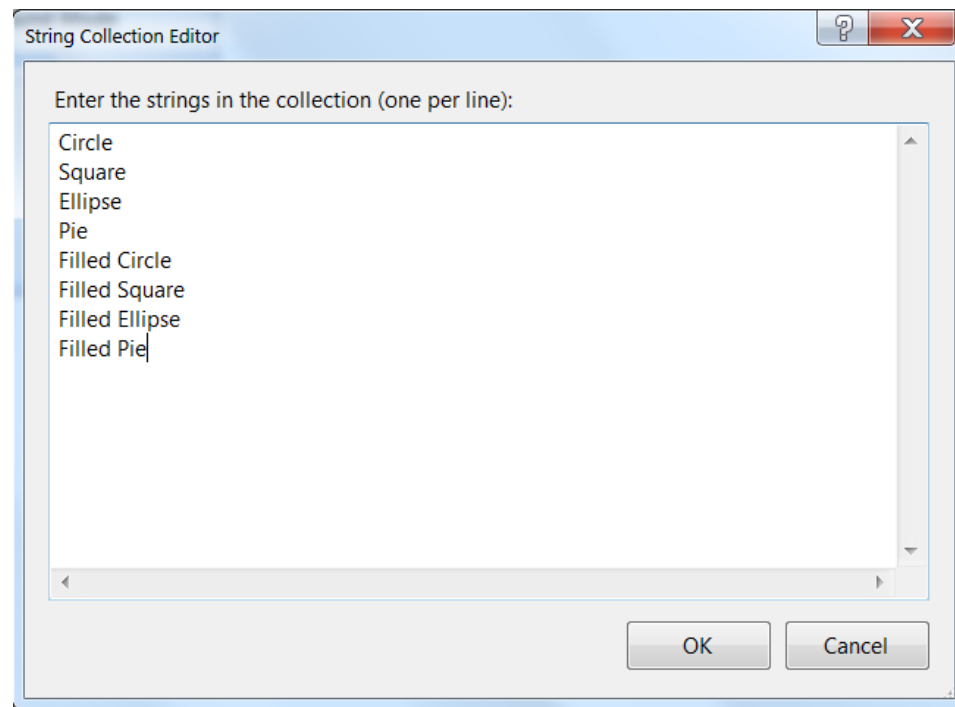 String Collection Editor
Enter the strings in the collection (one per line):
Circle
Square
Ellipse
Pie
Filled Circle
Filled Square
Filled Ellipse
Filled Pie
OK
Cancel